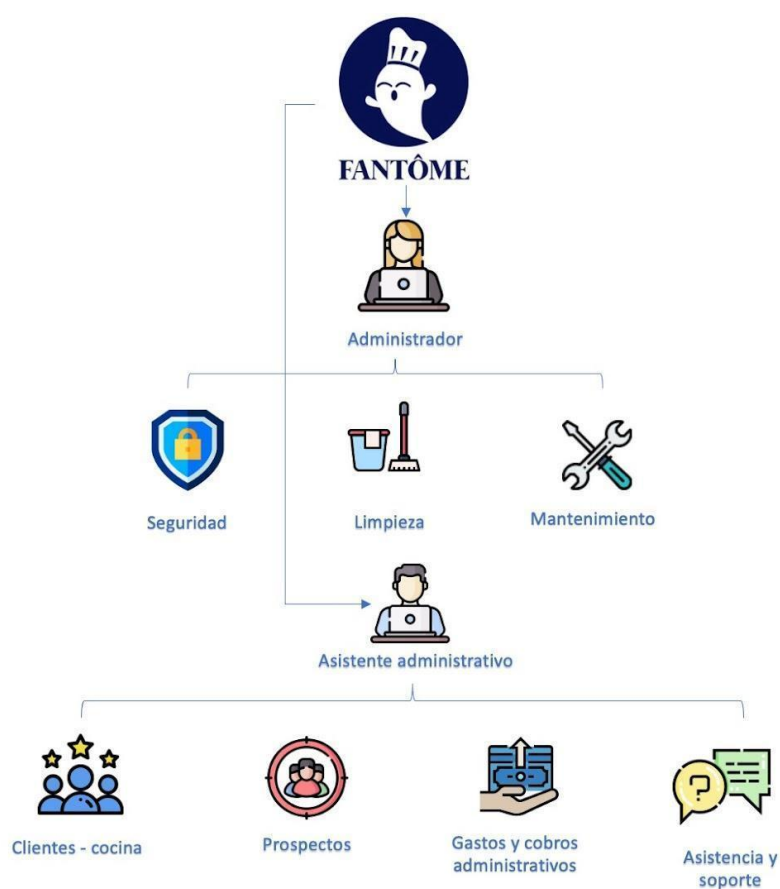 FANTÔME
Administrador
Seguridad
Limpieza
Mantenimiento
Asistente administrativo
Clientes - cocina
Prospectos
Gastos y cobros
administrativos
Asistencia y
soporte